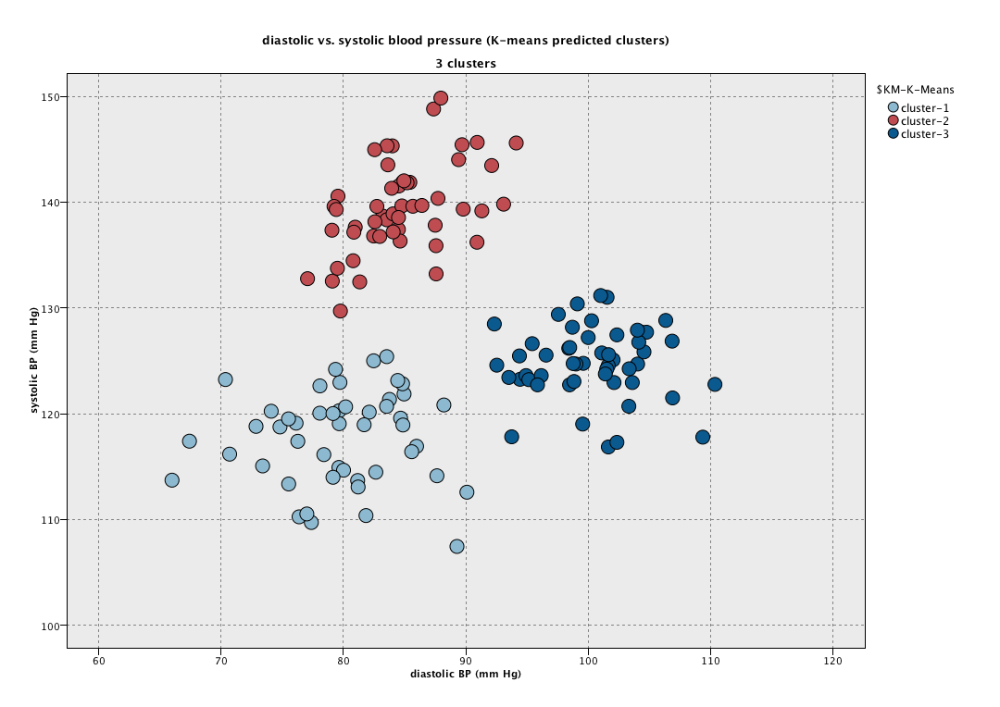 diastolic vs. systolic blood pressure (K-means predicted clusters)
3 clusters
$KM-K-Means
cluster-1
cluster-2
cluster-3
systolic BP (mm Hg)
150
140
130
120
110
100
60 70 80 90 100 110 120
diastolic BP (mm Hg)